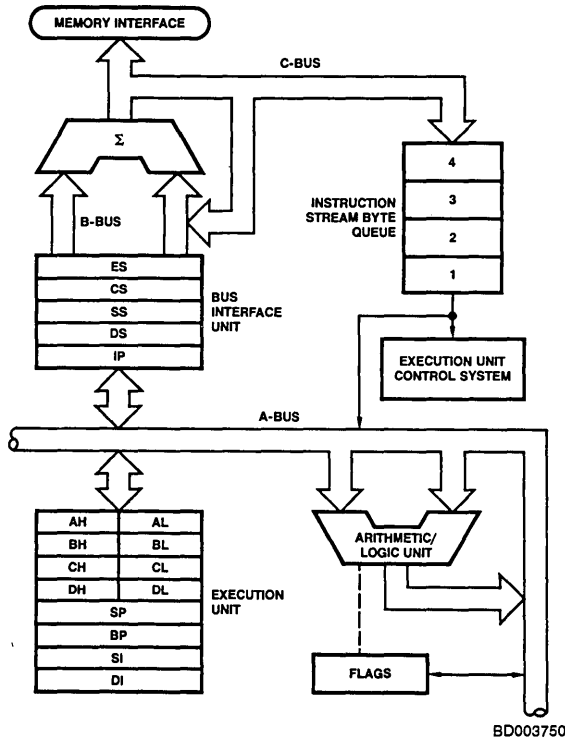 MEMORY INTERFACE
C-BUS
Σ
B-BUS
4
3
2
1
INSTRUCTION
STREAM BYTE
QUEUE
ES
CS
SS
DS
IP
BUS
INTERFACE
UNIT
EXECUTION UNIT
CONTROL SYSTEM
A-BUS
AH AL
BH BL
CH CL
DH DL
SP
BP
SI
DI
EXECUTION
UNIT
ARITHMETIC/
LOGIC UNIT
FLAGS
BD003750